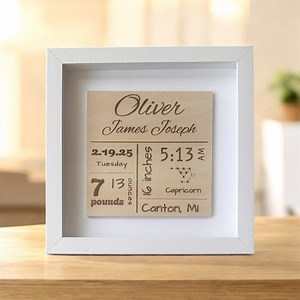 Oliver
James Joseph
2.19.25
Tuesday
7 13
pounds
ounces
16 inches
5:13 AM
Capricorn
Canton, MI